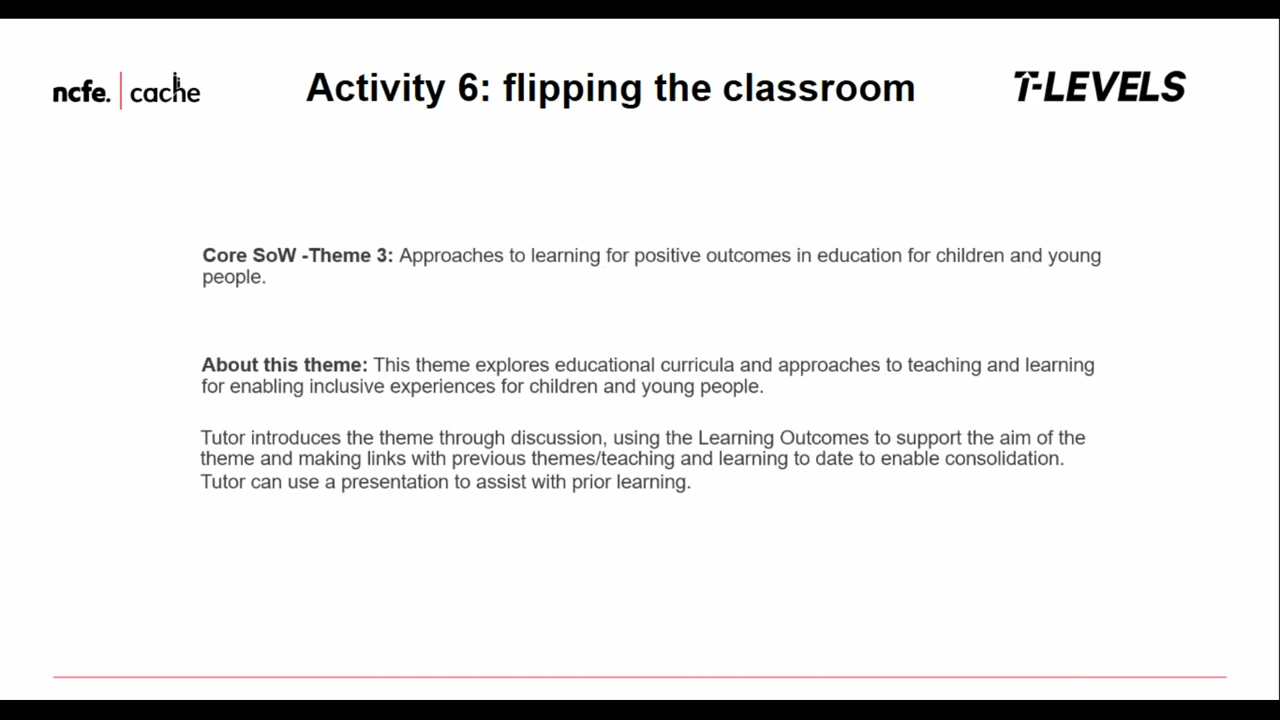 ncfe. cache
Activity 6: flipping the classroom
T-LEVELS
Core SoW -Theme 3: Approaches to learning for positive outcomes in education for children and young
people.
About this theme: This theme explores educational curricula and approaches to teaching and learning
for enabling inclusive experiences for children and young people.
Tutor introduces the theme through discussion, using the Learning Outcomes to support the aim of the
theme and making links with previous themes/teaching and learning to date to enable consolidation.
Tutor can use a presentation to assist with prior learning.